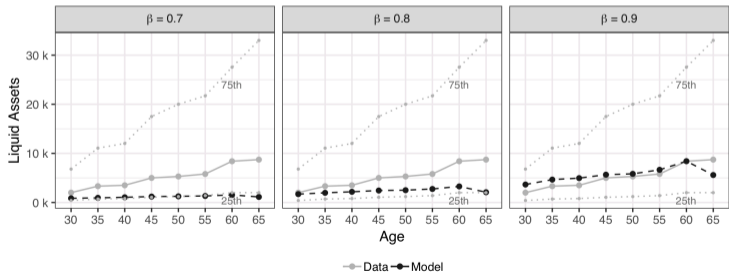 β = 0.7 β = 0.8 β = 0.9
30 k
20 k
10 k
0 k
75th 75th 75th
25th 25th 25th
30 35 40 45 50 55 60 65 30 35 40 45 50 55 60 65 30 35 40 45 50 55 60 65
Liquid Assets
Age
Data Model